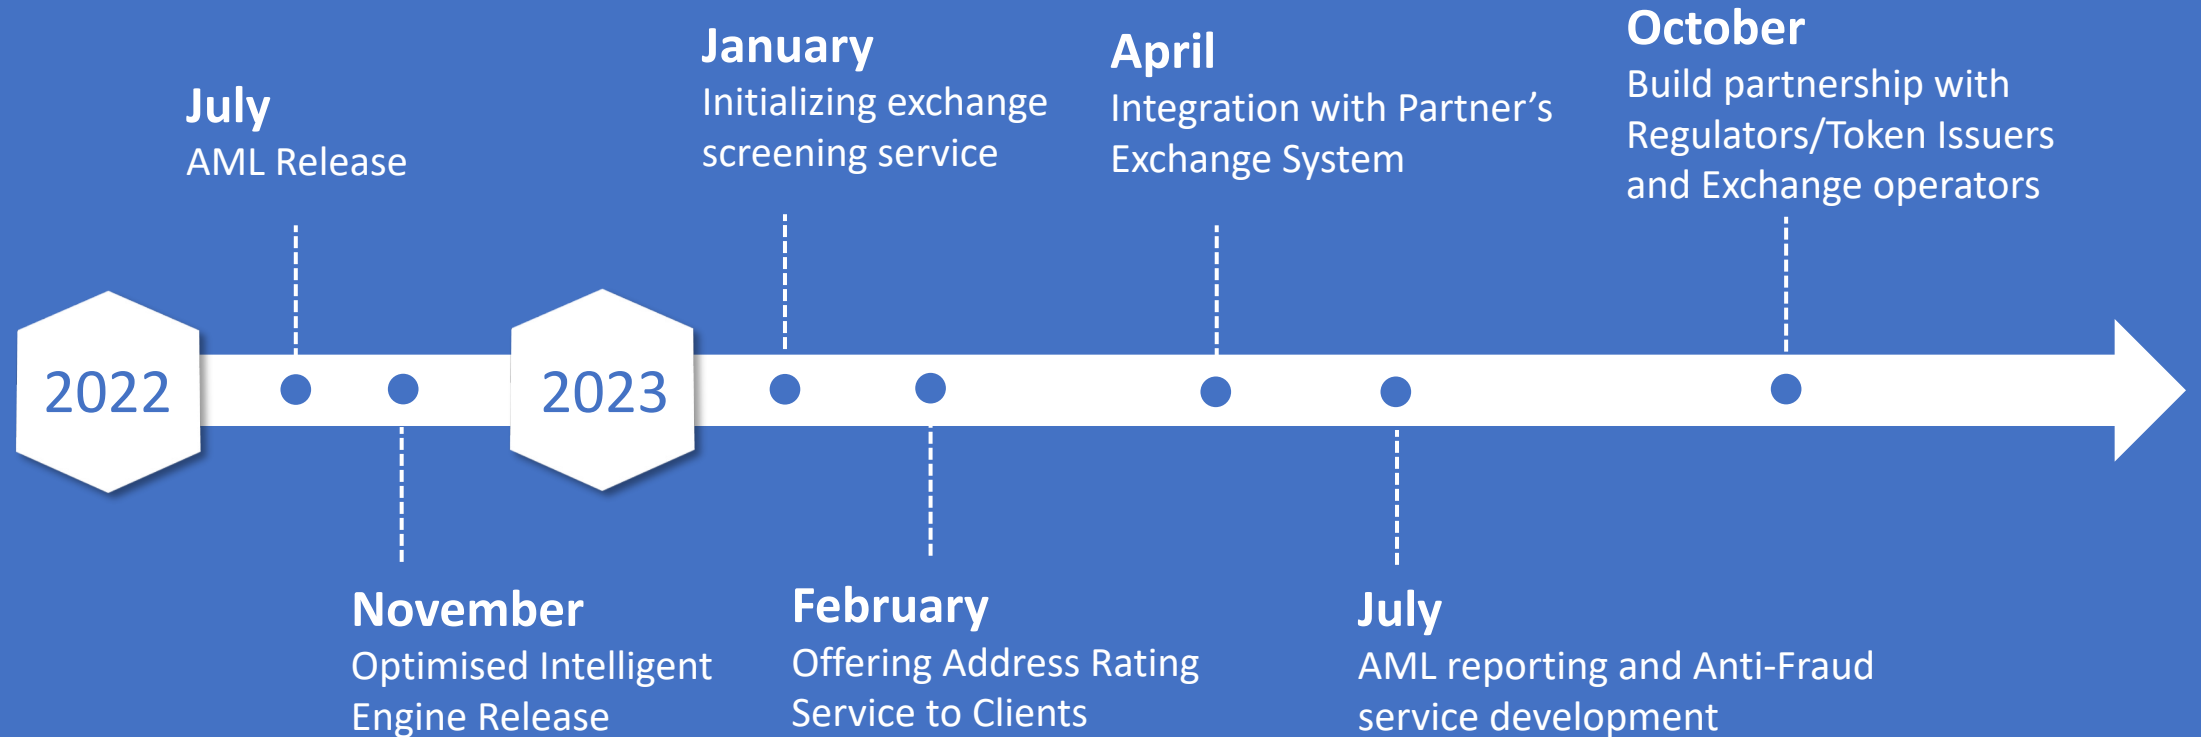 July
AML Release
January
Initializing exchange
screening service
April
Integration with Partner’s
Exchange System
October
Build partnership with
Regulators/Token Issuers
and Exchange operators
2022
2023
November
Optimised Intelligent
Engine Release
February
Offering Address Rating
Service to Clients
July
AML reporting and Anti-Fraud
service development